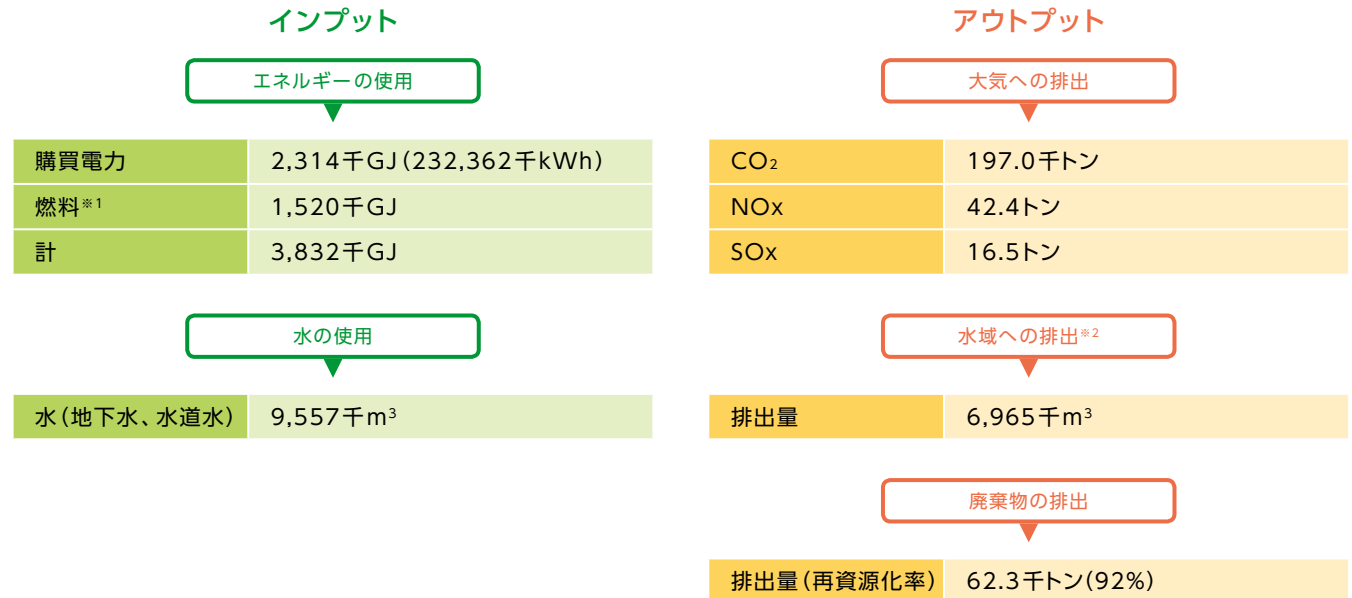 インプット
エネルギーの使用
購買電力 2,314千GJ(232,362千kWh)
燃料※1 1,520千GJ
計 3,832千GJ
水の使用
水(地下水、水道水) 9,557千m³
アウトプット
大気への排出
CO₂ 197.0千トン
NOx 42.4トン
SOx 16.5トン
水域への排出※2
排出量 6,965千m³
廃棄物の排出
排出量(再資源化率) 62.3千トン(92%)